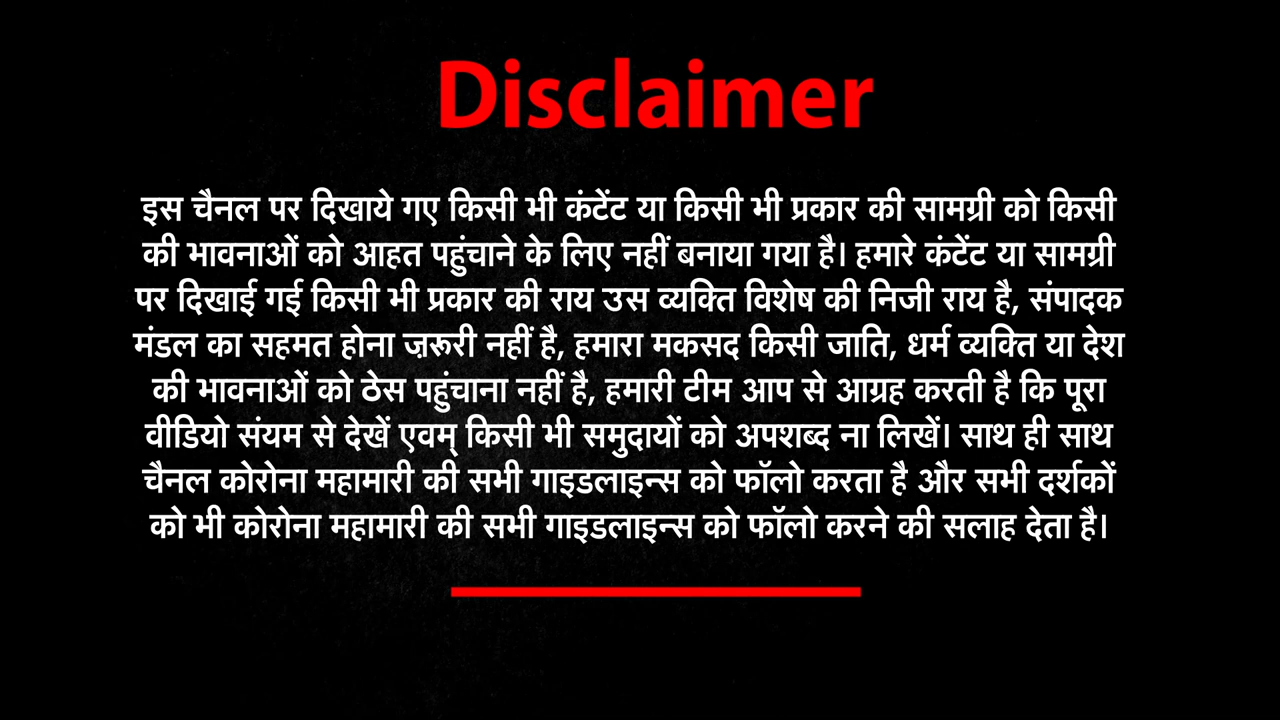 Disclaimer
इस चैनल पर दिखाये गए किसी भी कंटेंट या किसी भी प्रकार की सामग्री को किसी
की भावनाओं को आहत पहुंचाने के लिए नहीं बनाया गया है। हमारे कंटेंट या सामग्री
पर दिखाई गई किसी भी प्रकार की राय उस व्यक्ति विशेष की निजी राय है, संपादक
मंडल का सहमत होना ज़रूरी नहीं है, हमारा मकसद किसी जाति, धर्म व्यक्ति या देश
की भावनाओं को ठेस पहुंचाना नहीं है, हमारी टीम आप से आग्रह करती है कि पूरा
वीडियो संयम से देखें एवम् किसी भी समुदायों को अपशब्द ना लिखें। साथ ही साथ
चैनल कोरोना महामारी की सभी गाइडलाइन्स को फॉलो करता है और सभी दर्शकों
को भी कोरोना महामारी की सभी गाइडलाइन्स को फॉलो करने की सलाह देता है।